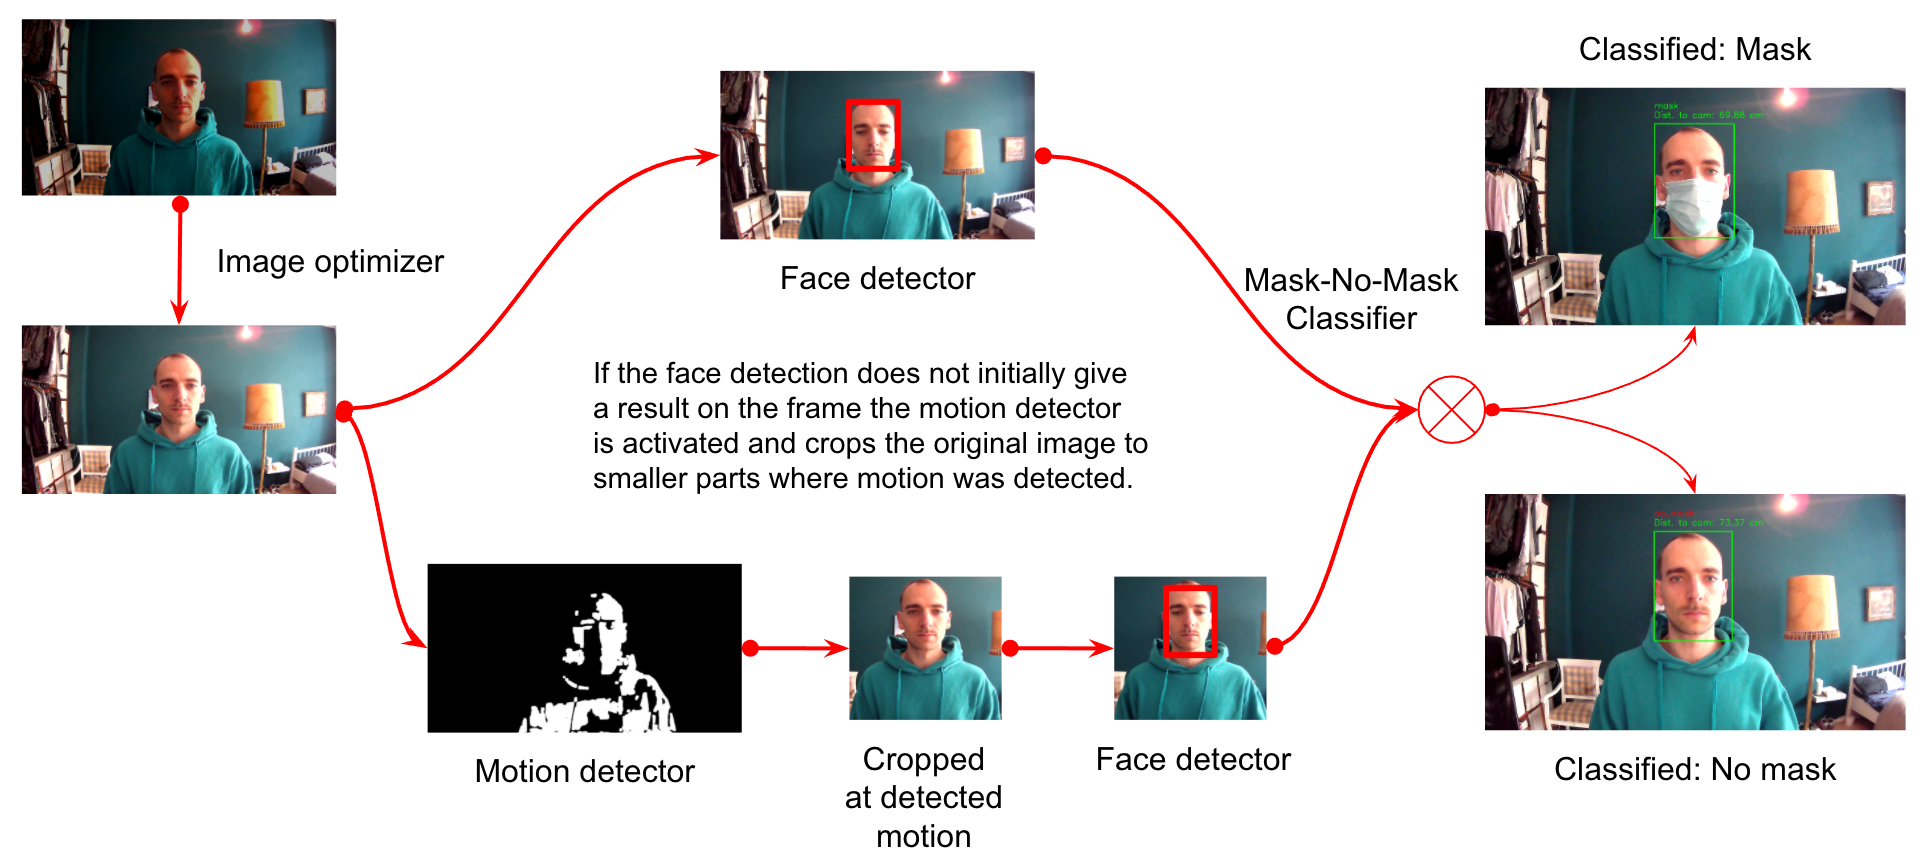 Classified: Mask
mask
Dist. to cam: 69.88 cm
Image optimizer
Face detector
Mask-No-Mask
Classifier
If the face detection does not initially give
a result on the frame the motion detector
is activated and crops the original image to
smaller parts where motion was detected.
Dist. to cam: 73.37 cm
Motion detector
Cropped
at detected
motion
Face detector
Classified: No mask